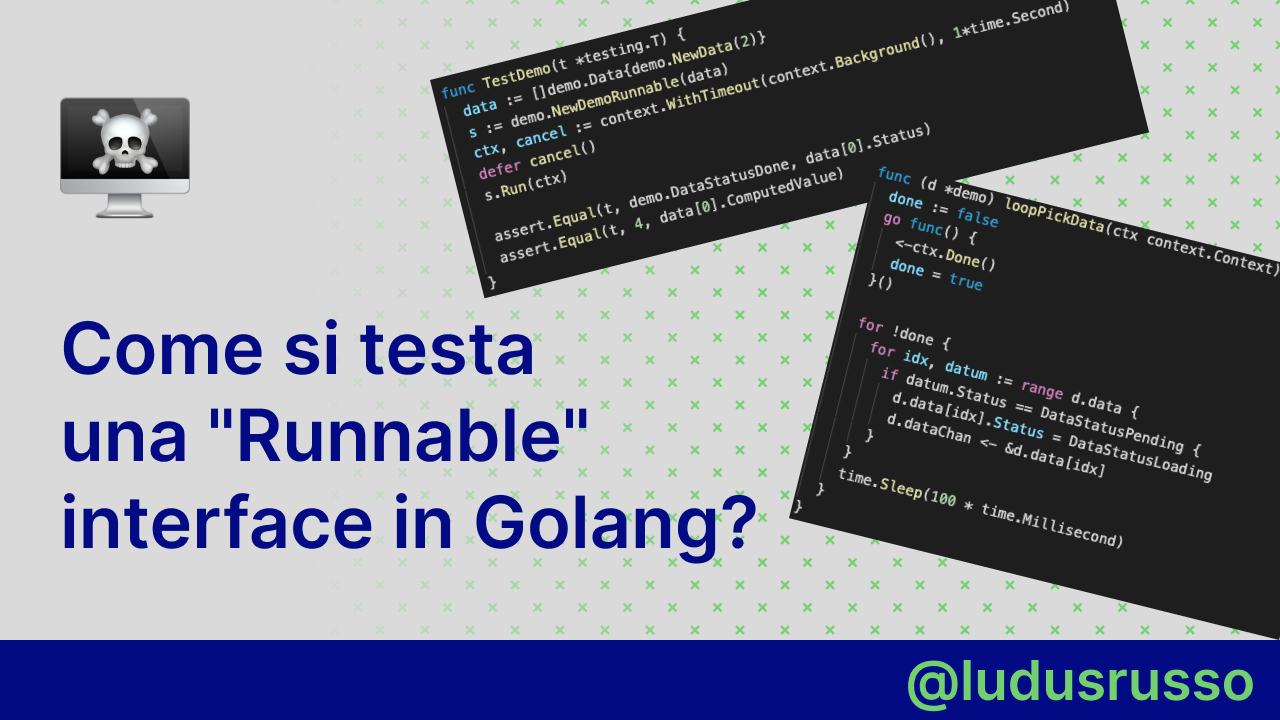 func TestDemo(t *testing.T) {
data := []demo.Data{demo.NewData(2)}
s := demo.NewDemoRunnable(data)
ctx, cancel := context.WithTimeout(context.Background(), 1*time.Second)
defer cancel()
s.Run(ctx)
assert.Equal(t, demo.DataStatusDone, data[0].Status)
assert.Equal(t, 4, data[0].ComputedValue)
}
func (d *demo) loopPickData(ctx context.Context)
done := false
go func() {
<-ctx.Done()
done = true
}()
for !done {
for idx, datum := range d.data {
if datum.Status == DataStatusPending {
d.data[idx].Status = DataStatusLoading
d.dataChan <- &d.data[idx]
}
}
time.Sleep(100 * time.Millisecond)
}
}
Come si testa
una "Runnable"
interface in Golang?
@ludusrusso